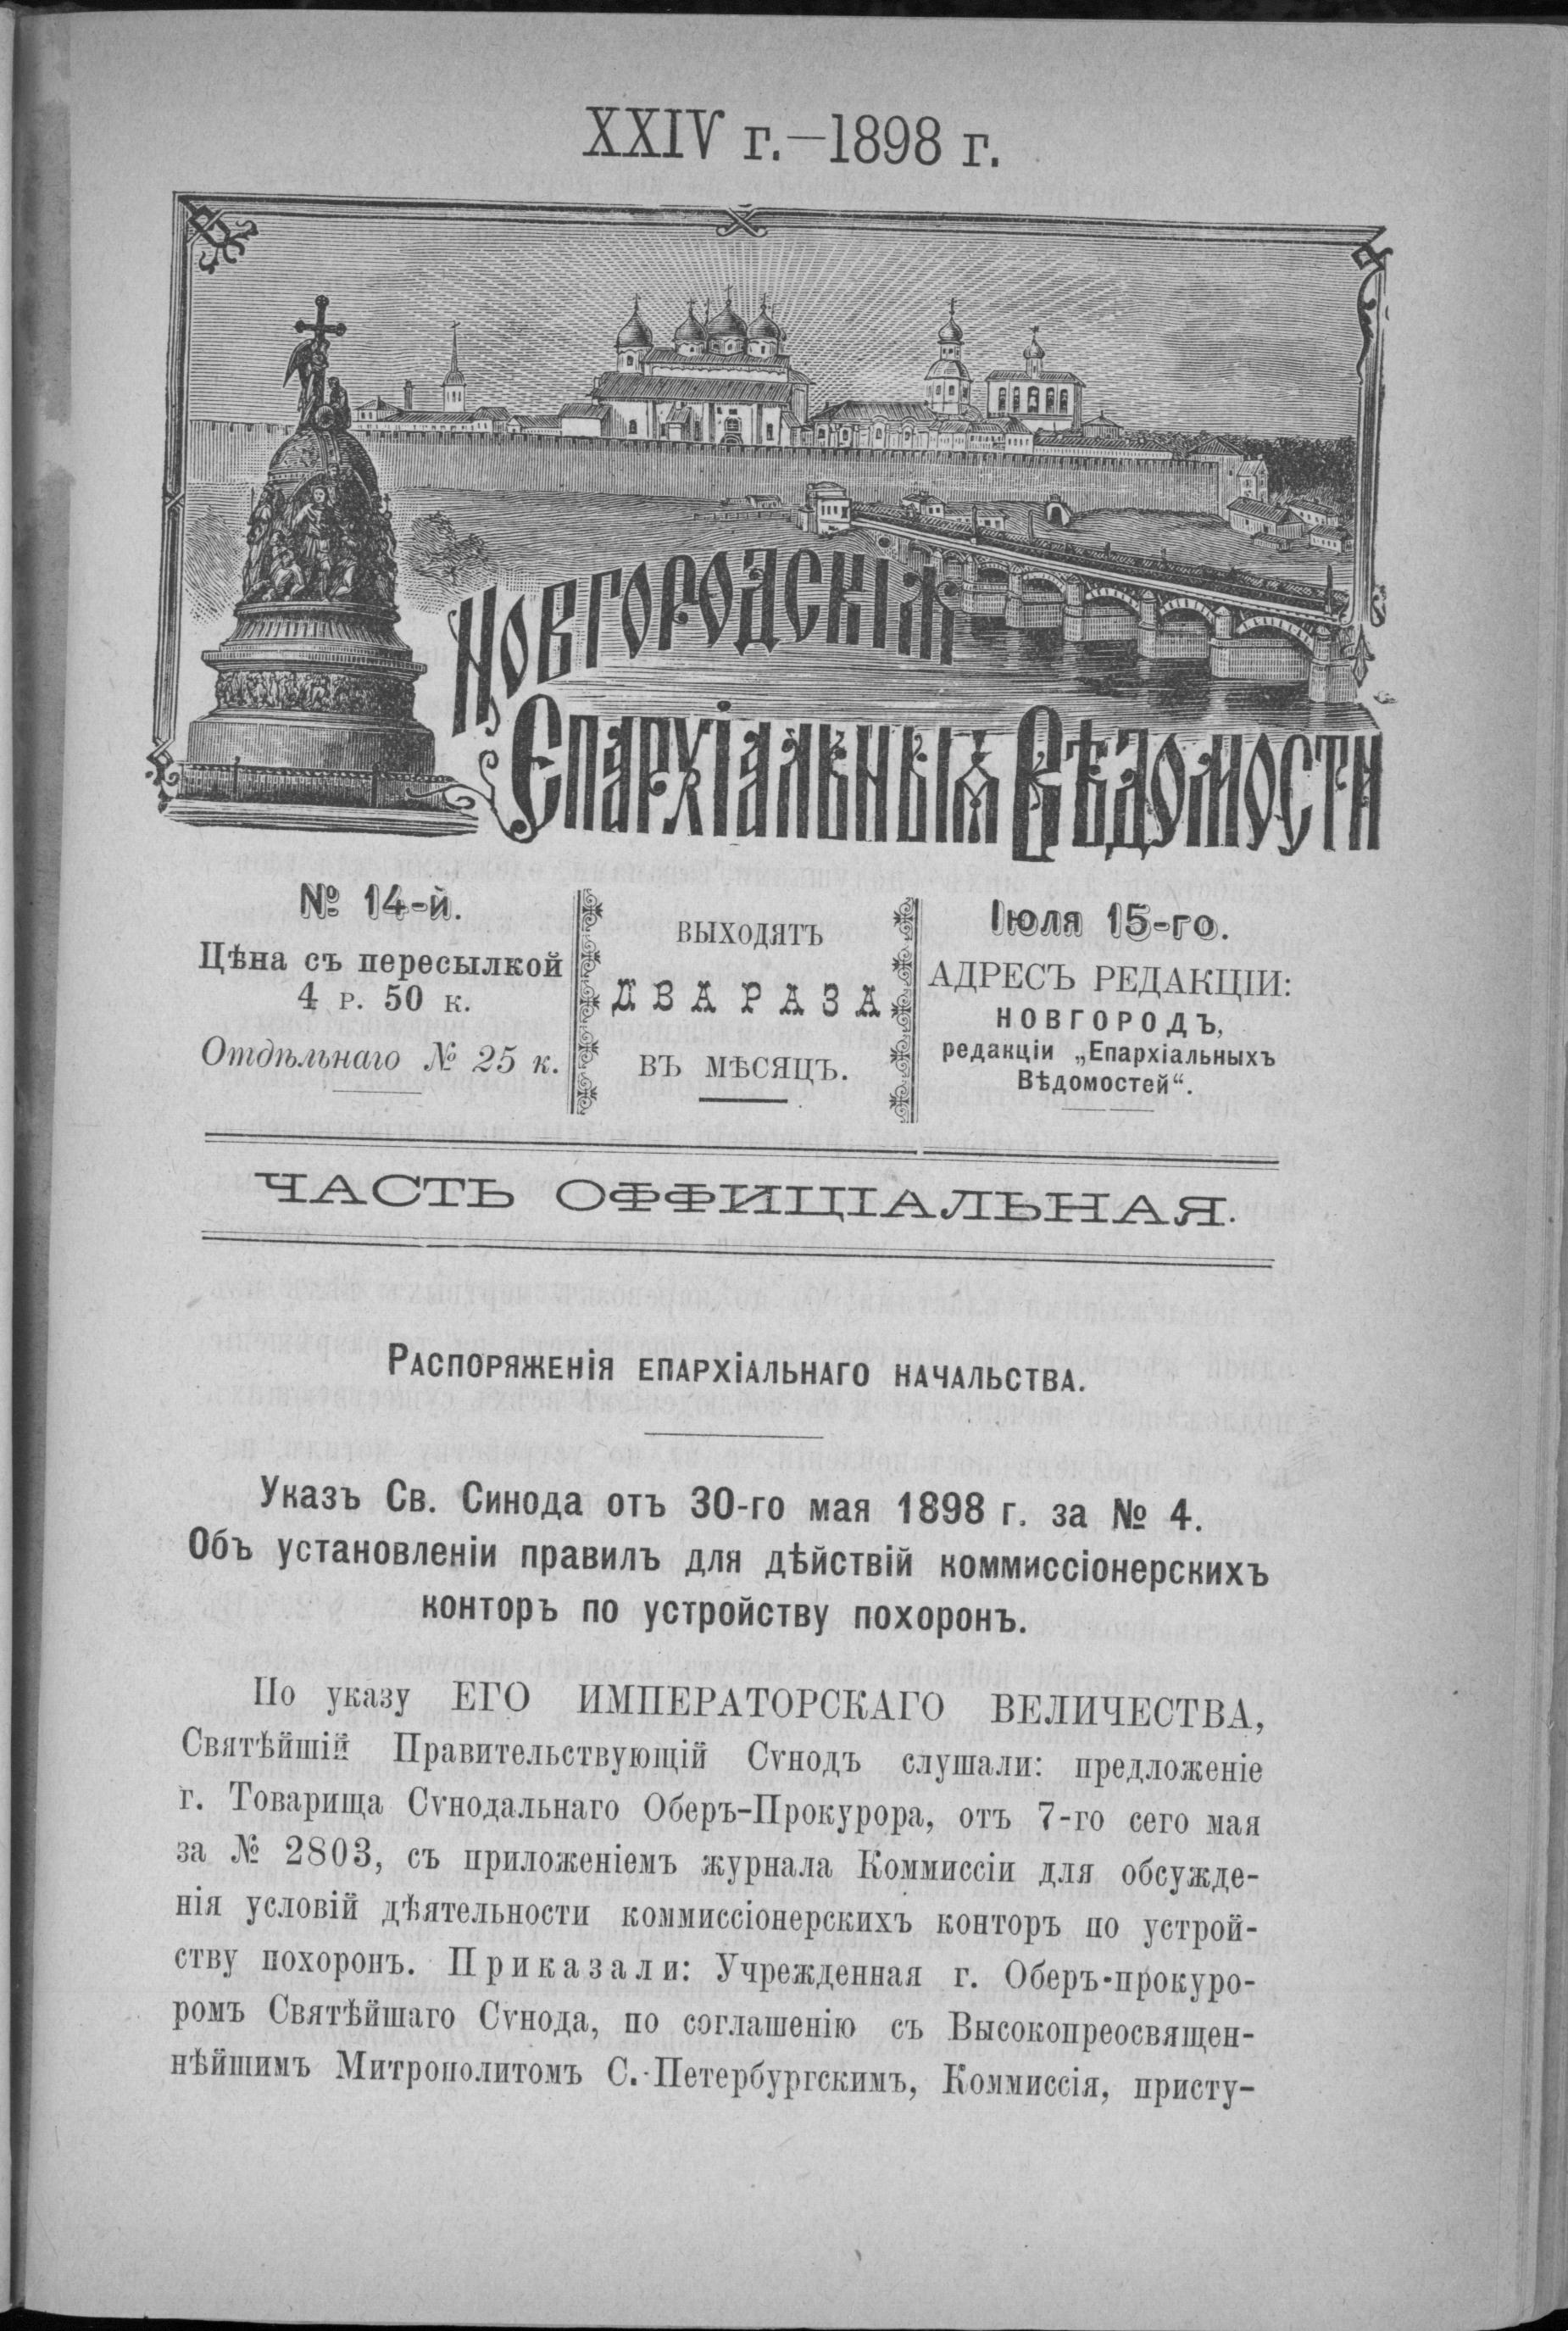 XXIV г.—1898 г.
Новгородскія
Епархіальныя Вѣдомости
№ 14-й.
Цѣна съ пересылкой
4 р. 50 к.
Отдѣльнаго № 25 к.
ВЫХОДЯТЪ
ДВА РАЗА
ВЪ МѢСЯЦЪ.
Іюля 15-го.
АДРЕСЪ РЕДАКЦІИ:
НОВГОРОДЪ,
редакціи „Епархіальныхъ
Вѣдомостей“.
ЧАСТЬ ОФФИЦІАЛЬНАЯ.
Распоряженія епархіальнаго начальства.
Указъ Св. Синода отъ 30-го мая 1898 г. за № 4.
Объ установленіи правилъ для дѣйствій коммиссіонерскихъ
конторъ по устройству похоронъ.
По указу ЕГО ИМПЕРАТОРСКАГО ВЕЛИЧЕСТВА,
Святѣйшій Правительствующій Сѵнодъ слушали: предложеніе
г. Товарища Сѵнодальнаго Оберъ-Прокурора, отъ 7-го сего мая
за № 2803, съ приложеніемъ журнала Коммиссіи для обсужде-
нія условій дѣятельности коммиссіонерскихъ конторъ по устрой-
ству похоронъ. Приказали: Учрежденная г. Оберъ-прокуро-
ромъ Святѣйшаго Сѵнода, по соглашенію съ Высокопреосвящен-
нѣйшимъ Митрополитомъ С.-Петербургскимъ, Коммиссія, присту-